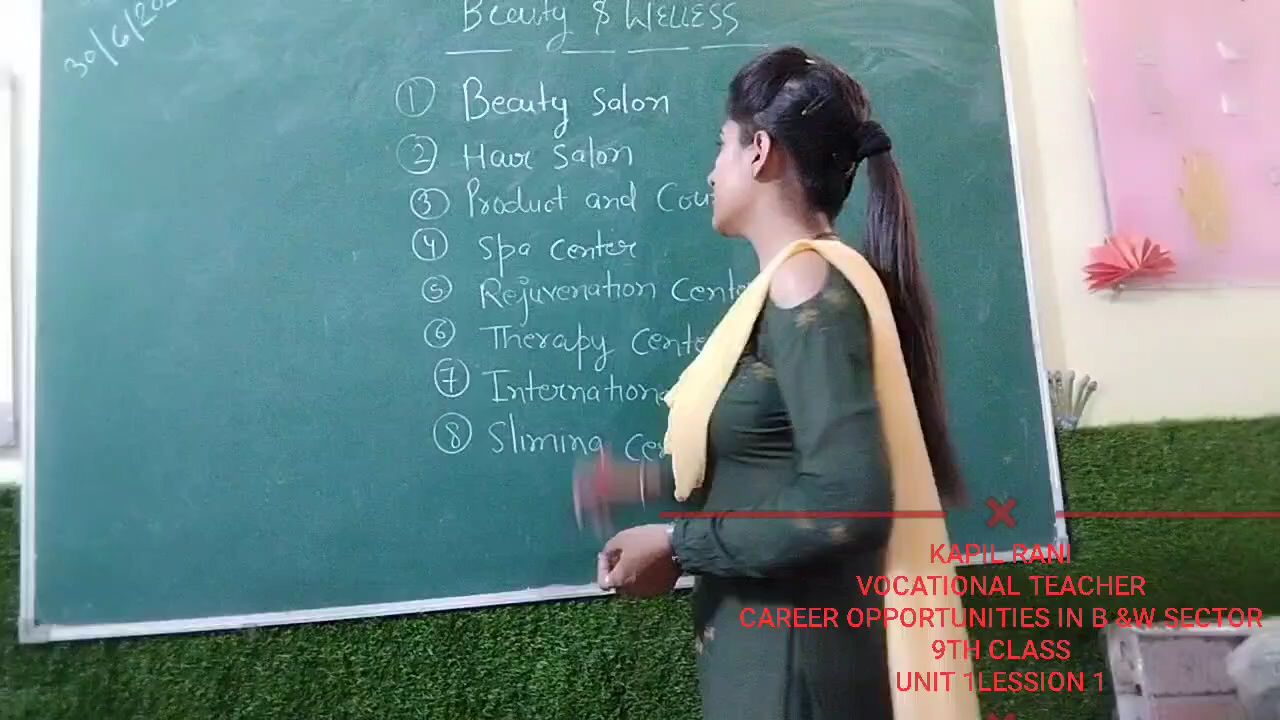 30/6/20
Beauty & Welless
1 Beauty Salon
2 Hair Salon
3 Product and Cou
4 Spa center
5 Rejuvenation Cente
6 Therapy Cente
7 Internationa
8 Sliming Ce
KAPIL RANI
VOCATIONAL TEACHER
CAREER OPPORTUNITIES IN B &W SECTOR
9TH CLASS
UNIT 1LESSION 1